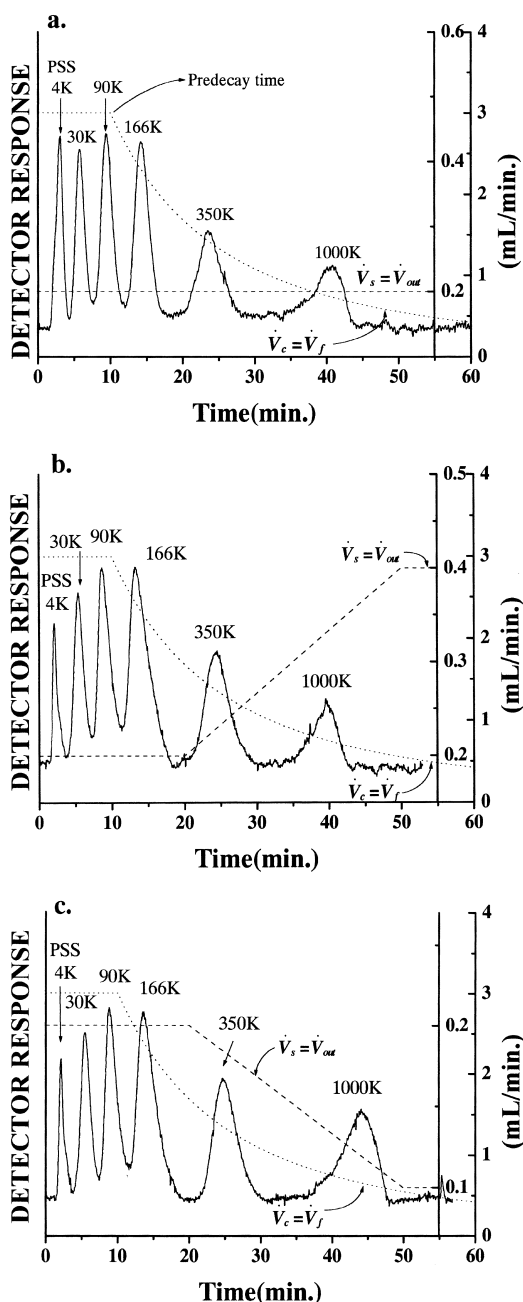 a.
PSS
4K
30K
90K
166K
350K
1000K
Predecay time
V̇s = V̇out
V̇c = V̇f
DETECTOR RESPONSE
0.6
0.4
0.2
4
3
2
1
0
(mL/min.)
0 10 20 30 40 50 60
Time(min.)
b.
PSS
4K
30K
90K
166K
350K
1000K
V̇s = V̇out
V̇c = V̇f
DETECTOR RESPONSE
0.5
0.4
0.3
0.2
4
3
2
1
0
(mL/min.)
0 10 20 30 40 50 60
Time(min.)
c.
PSS
4K
30K
90K
166K
350K
1000K
V̇s = V̇out
V̇c = V̇f
DETECTOR RESPONSE
0.2
0.1
4
3
2
1
0
(mL/min.)
0 10 20 30 40 50 60
Time(min.)